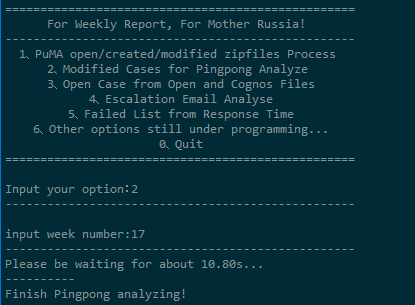 ==================================================
For Weekly Report, For Mother Russia!
--------------------------------------------------
1、PuMA open/created/modified zipfiles Process
2、Modified Cases for Pingpong Analyze
3、Open Case from Open and Cognos Files
4、Escalation Email Analyse
5、Failed List from Response Time
6、Other options still under programming...
0、Quit
==================================================
Input your option:2
--------------------------------------------------
input week number:17
--------------------------------------------------
Please be waiting for about 10.80s...
----------
Finish Pingpong analyzing!